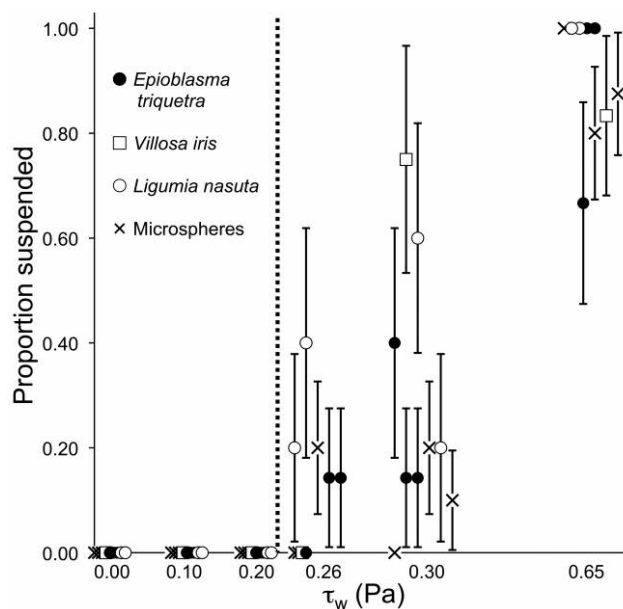 1.00
0.80
0.60
0.40
0.20
0.00
Proportion suspended
Epioblasma
triquetra
Villosa iris
Ligumia nasuta
Microspheres
0.00 0.10 0.20 0.26 0.30 0.65
τw (Pa)